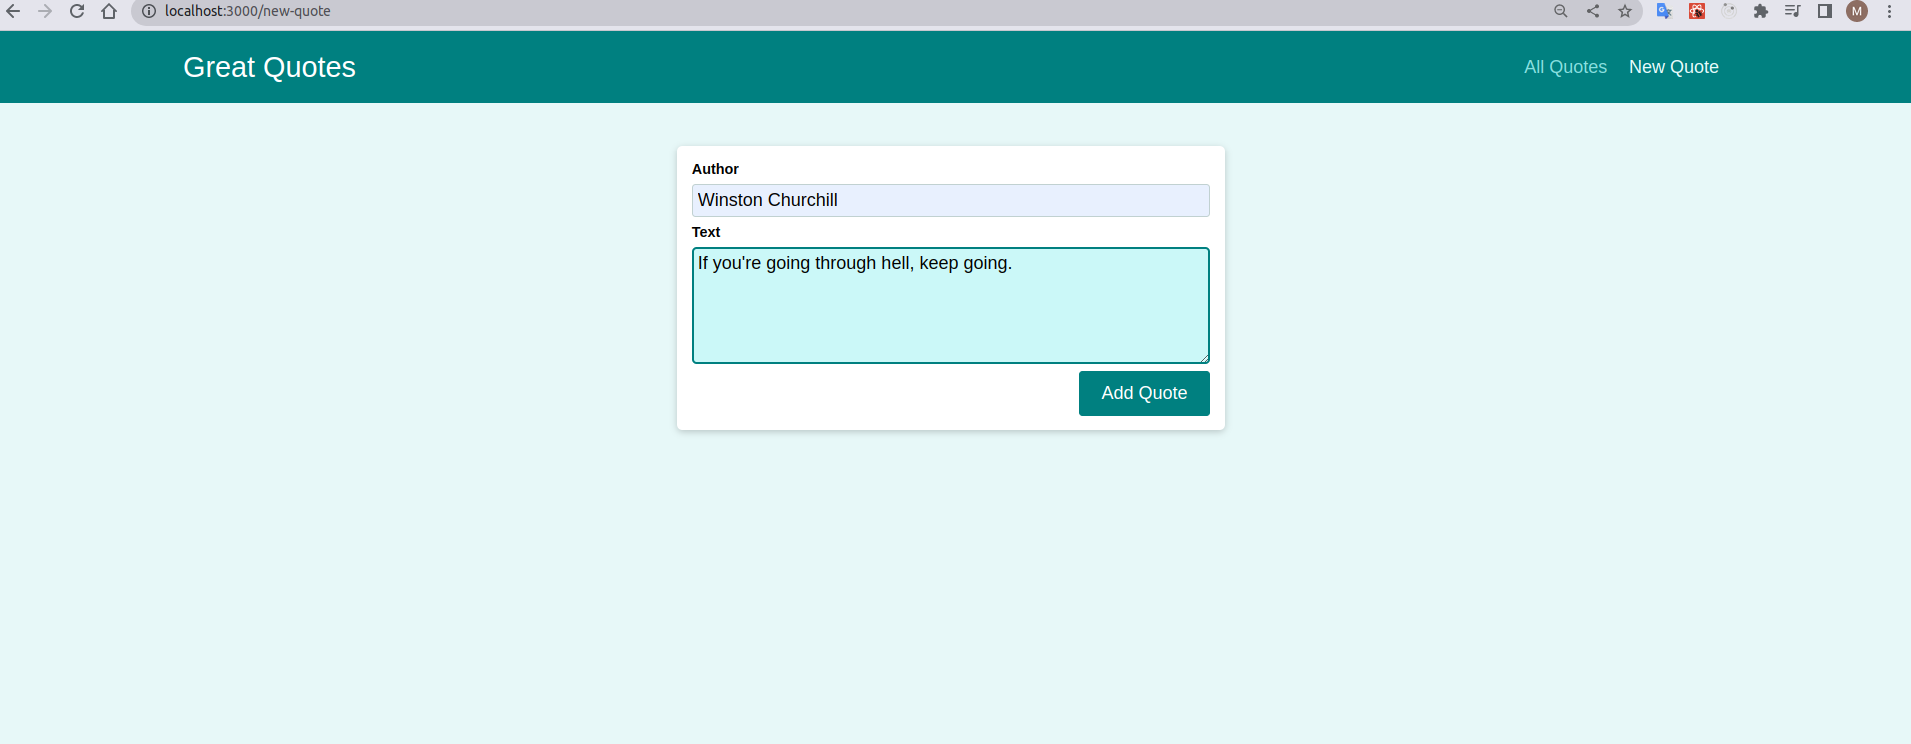 localhost:3000/new-quote
M
Great Quotes
All Quotes
New Quote
Author
Winston Churchill
Text
If you're going through hell, keep going.
Add Quote